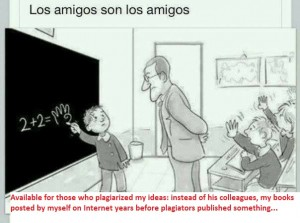 Los amigos son los amigos
2+2=
Available for those who plagiarized my ideas: instead of his colleagues, my books
posted by myself on Internet years before plagiators published something...